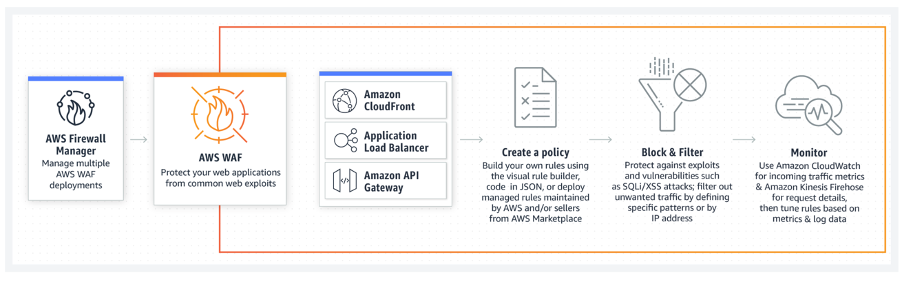 AWS Firewall
Manager
Manage multiple
AWS WAF
deployments
AWS WAF
Protect your web applications
from common web exploits
Amazon
CloudFront
Application
Load Balancer
Amazon API
Gateway
Create a policy
Build your own rules using
the visual rule builder,
code in JSON, or deploy
managed rules maintained
by AWS and/or sellers
from AWS Marketplace
Block & Filter
Protect against exploits
and vulnerabilities such
as SQLi/XSS attacks; filter out
unwanted traffic by defining
specific patterns or by
IP address
Monitor
Use Amazon CloudWatch
for incoming traffic metrics
& Amazon Kinesis Firehose
for request details,
then tune rules based on
metrics & log data